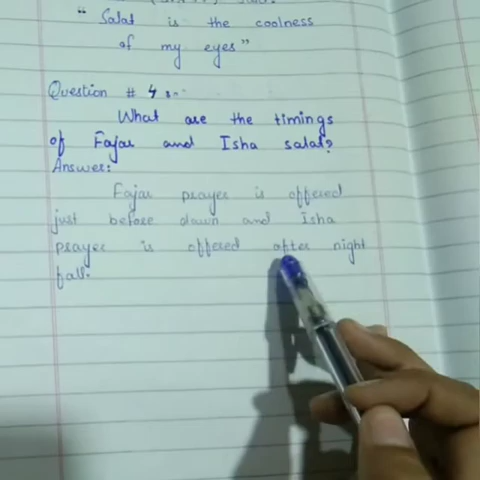 “ Salat is the coolness
of my eyes”
Question # 4 :-
What are the timings
of Fajar and Isha salat?
Answer:
Fajar prayer is offered
just before dawn and Isha
prayer is offered after night
fall.